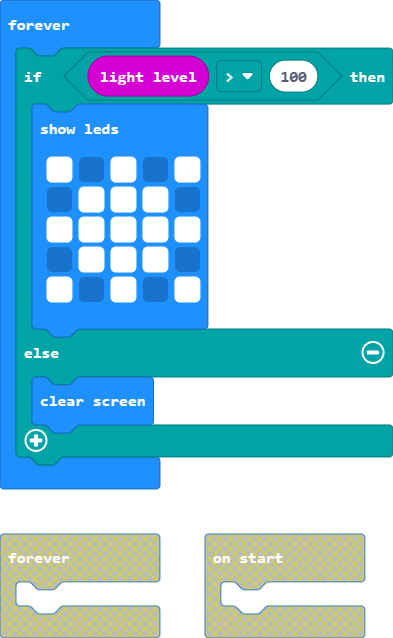 forever
if light level > 100 then
show leds
else
clear screen
forever on start